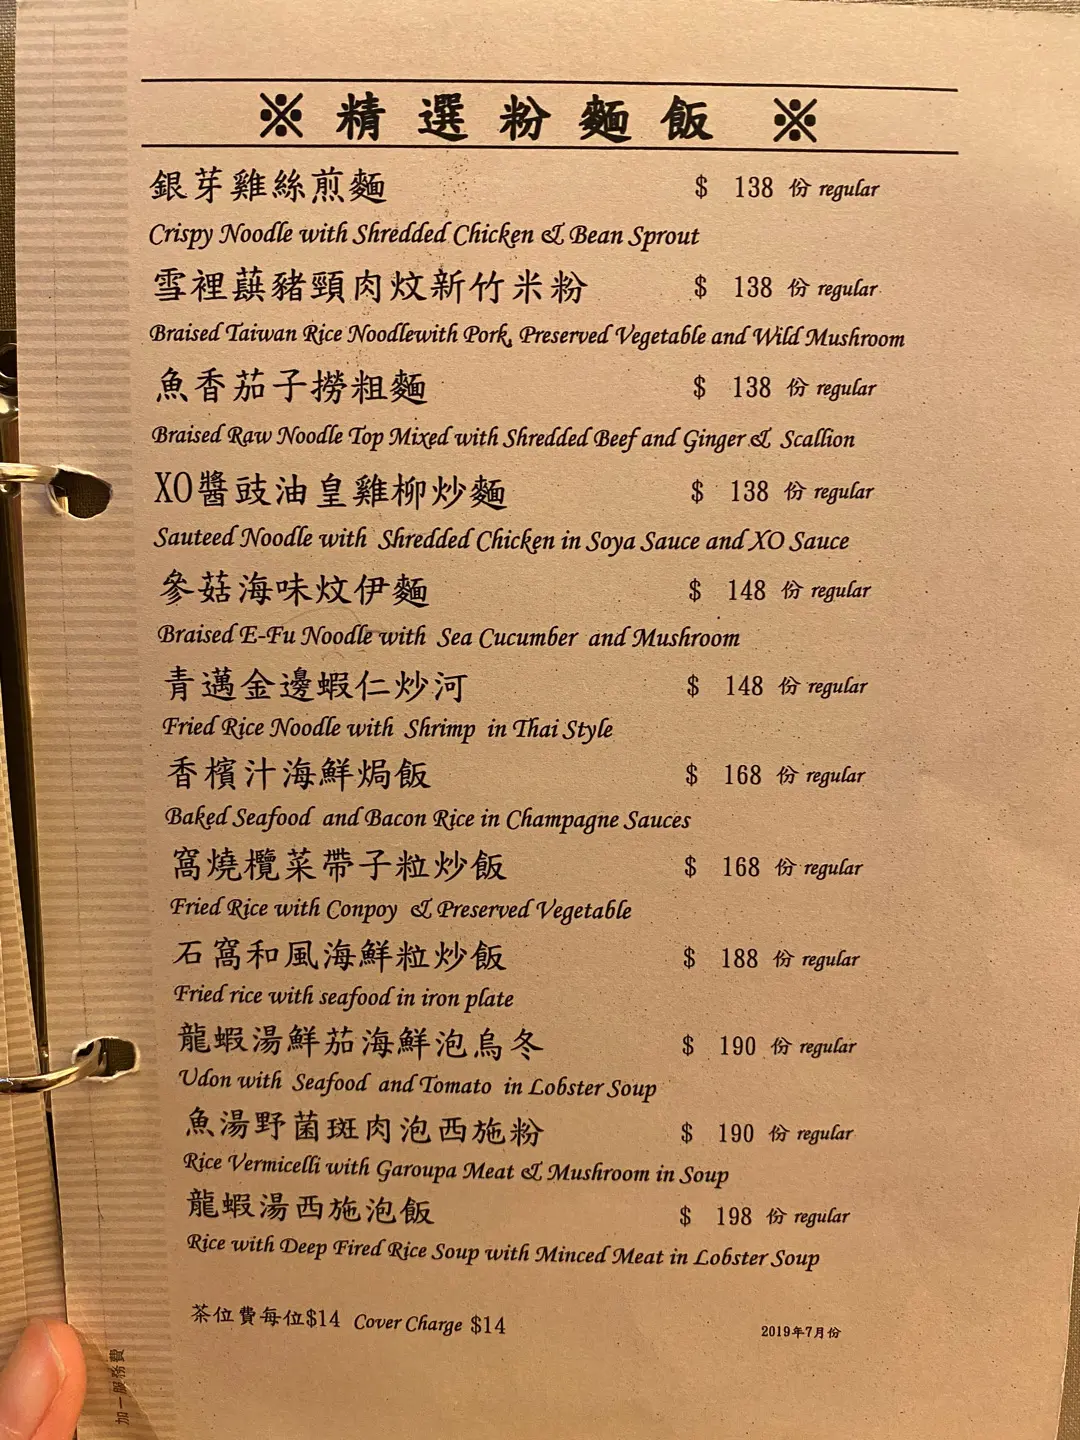 ※ 精選粉麵飯 ※
銀芽雞絲煎麵 $ 138 份 regular
Crispy Noodle with Shredded Chicken & Bean Sprout
雪裡蕻豬頸肉炆新竹米粉 $ 138 份 regular
Braised Taiwan Rice Noodlewith Pork, Preserved Vegetable and Wild Mushroom
魚香茄子撈粗麵 $ 138 份 regular
Braised Raw Noodle Top Mixed with Shredded Beef and Ginger & Scallion
XO醬豉油皇雞柳炒麵 $ 138 份 regular
Sauteed Noodle with Shredded Chicken in Soya Sauce and XO Sauce
參菇海味炆伊麵 $ 148 份 regular
Braised E-Fu Noodle with Sea Cucumber and Mushroom
青邁金邊蝦仁炒河 $ 148 份 regular
Fried Rice Noodle with Shrimp in Thai Style
香檳汁海鮮焗飯 $ 168 份 regular
Baked Seafood and Bacon Rice in Champagne Sauces
窩燒欖菜帶子粒炒飯 $ 168 份 regular
Fried Rice with Conpoy & Preserved Vegetable
石窩和風海鮮粒炒飯 $ 188 份 regular
Fried rice with seafood in iron plate
龍蝦湯鮮茄海鮮泡烏冬 $ 190 份 regular
Udon with Seafood and Tomato in Lobster Soup
魚湯野菌斑肉泡西施粉 $ 190 份 regular
Rice Vermicelli with Garoupa Meat & Mushroom in Soup
龍蝦湯西施泡飯 $ 198 份 regular
Rice with Deep Fired Rice Soup with Minced Meat in Lobster Soup
茶位費每位$14 Cover Charge $14
2019年7月份
加一服務費